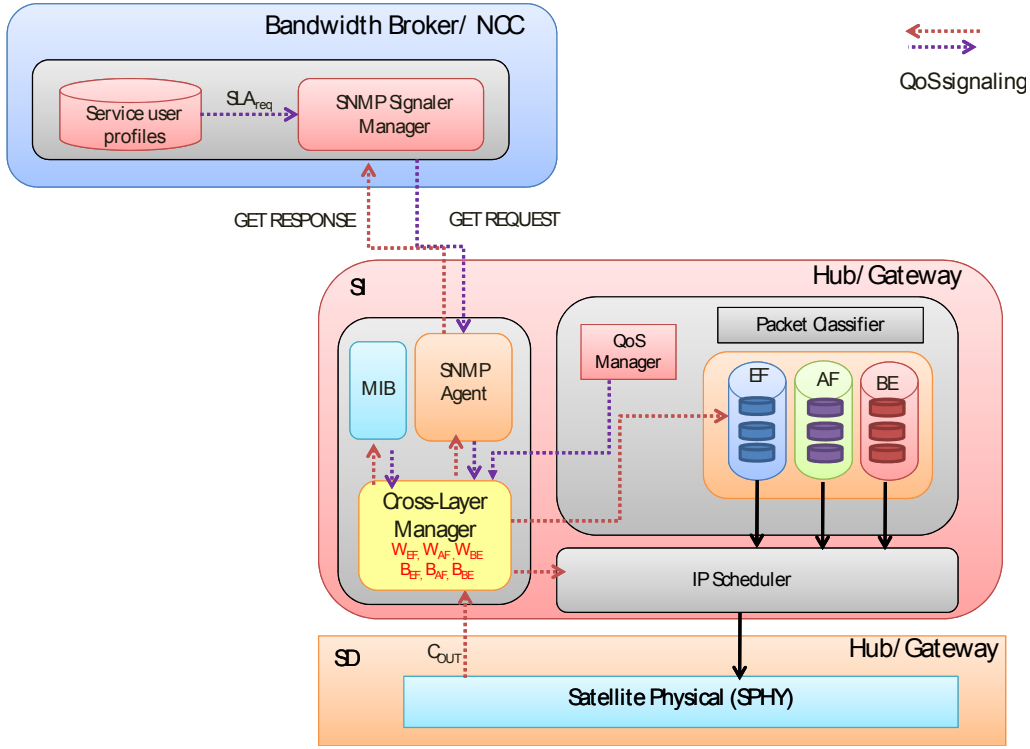 Bandwidth Broker/ NCC
QoS signaling
Service user
profiles
SLAreq
SNMP Signaler
Manager
GET RESPONSE
GET REQUEST
SI
Hub/ Gateway
Packet Classifier
QoS
Manager
MIB
SNMP
Agent
EF
AF
BE
Cross-Layer
Manager
WEF, WAF, WBE
BEF, BAF, BBE
IP Scheduler
COUT
SD
Hub/ Gateway
Satellite Physical (SPHY)